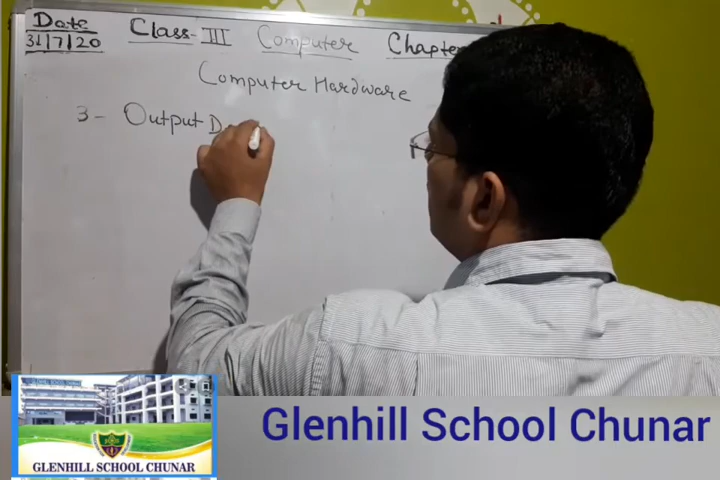 Date
31/7/20
Class-III Computer Chapter
Computer Hardware
3- Output D
GLENHILL SCHOOL CHUNAR
Glenhill School Chunar